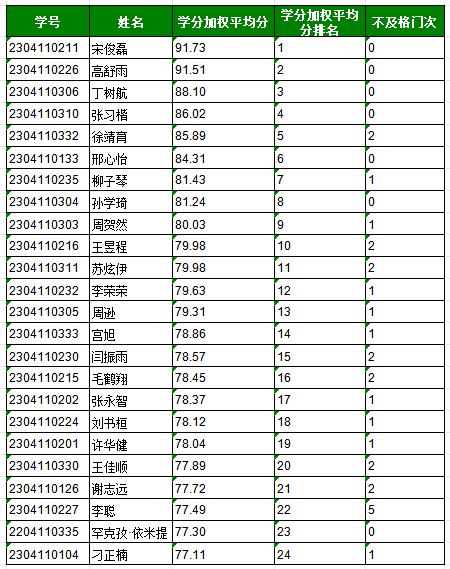 学号 姓名 学分加权平均分 学分加权平均分排名 不及格门次
2304110211 宋俊磊 91.73 1 0
2304110226 高舒雨 91.51 2 0
2304110306 丁树航 88.10 3 0
2304110310 张习楷 86.02 4 0
2304110332 徐靖育 85.89 5 2
2304110133 邢心怡 84.31 6 0
2304110235 柳子琴 81.43 7 1
2304110304 孙学琦 81.24 8 0
2304110303 周贺然 80.03 9 1
2304110216 王昱程 79.98 10 2
2304110311 苏炫伊 79.98 11 2
2304110232 李荣荣 79.63 12 1
2304110305 周逊 79.31 13 1
2304110333 宫旭 78.86 14 1
2304110230 闫振雨 78.57 15 2
2304110215 毛鹤翔 78.45 16 2
2304110202 张永智 78.37 17 1
2304110224 刘书桓 78.12 18 1
2304110201 许华健 78.04 19 1
2304110330 王佳顺 77.89 20 2
2304110126 谢志远 77.72 21 2
2304110227 李聪 77.49 22 5
2204110335 罕克孜·依米提 77.30 23 0
2304110104 刁正楠 77.11 24 1